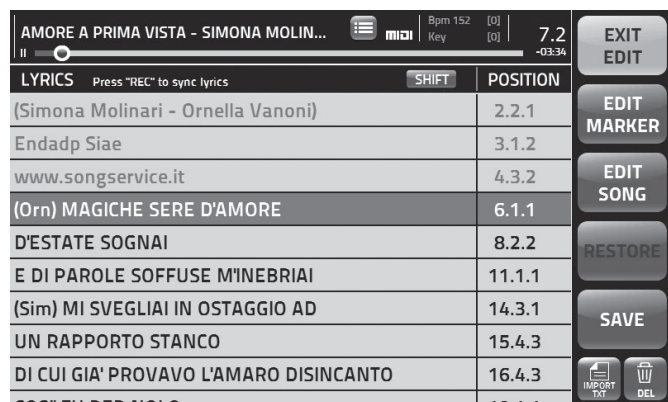 AMORE A PRIMA VISTA - SIMONA MOLIN...
midi
Bpm 152 [0]
Key [0]
7.2
-03:34
EXIT EDIT
LYRICS Press "REC" to sync lyrics SHIFT POSITION
(Simona Molinari - Ornella Vanoni) 2.2.1
EDIT MARKER
Endadp Siae 3.1.2
www.songservice.it 4.3.2
EDIT SONG
(Orn) MAGICHE SERE D'AMORE 6.1.1
D'ESTATE SOGNAI 8.2.2
RESTORE
E DI PAROLE SOFFUSE M'INEBRIAI 11.1.1
(Sim) MI SVEGLIAI IN OSTAGGIO AD 14.3.1
SAVE
UN RAPPORTO STANCO 15.4.3
DI CUI GIA' PROVAVO L'AMARO DISINCANTO 16.4.3
IMPORT TXT
DEL